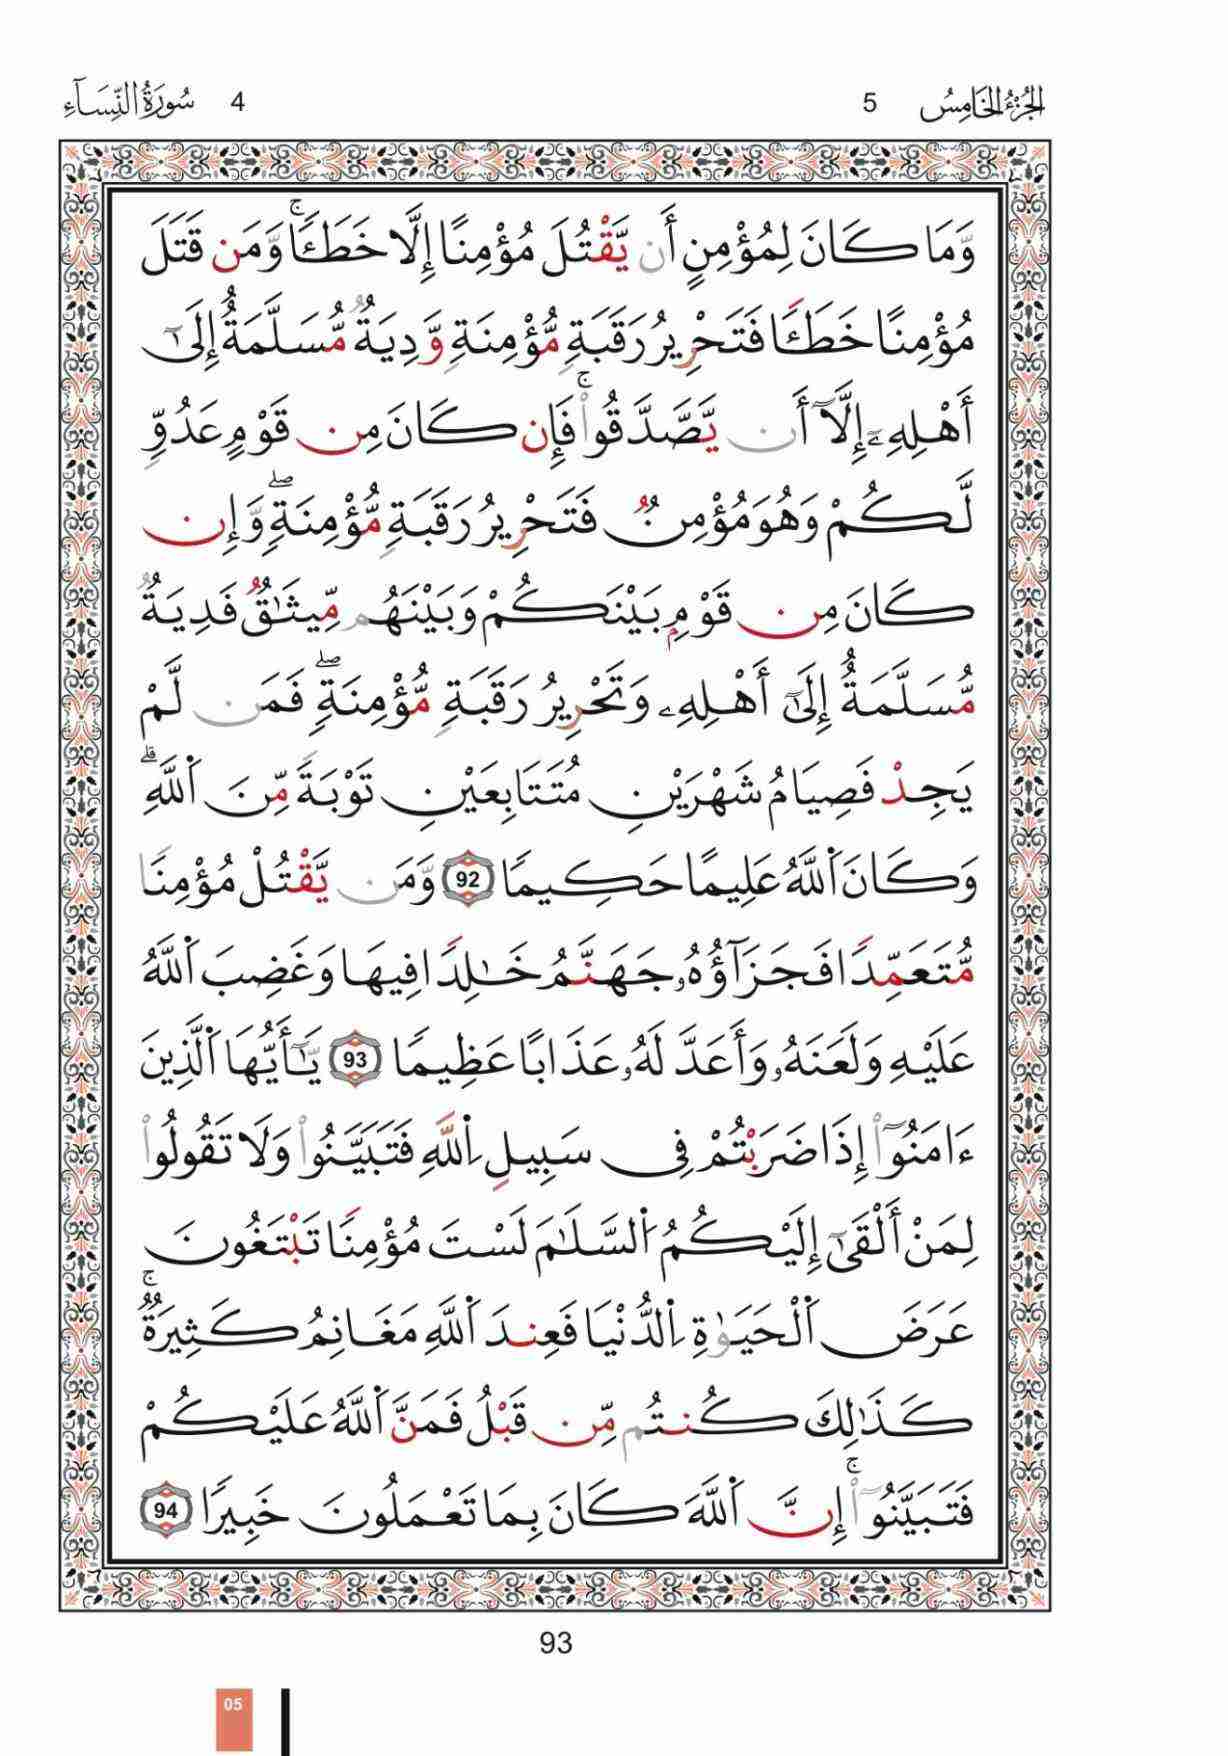 الجُزْءُ الخَامِسُ 5
4 سُورَةُ النِّسَآءِ
وَّمَا كَانَ لِمُؤْمِنٍ أَن يَّقْتُلَ مُؤْمِنًا إِلَّا خَطَـًٔاۚ وَّمَن قَتَلَ
مُؤْمِنًا خَطَـًٔا فَتَحْرِيرُ رَقَبَةٍ مُّؤْمِنَةٍ وَّدِيَةٌ مُّسَلَّمَةٌ إِلَىٰٓ
أَهْلِهِۦٓ إِلَّآ أَن يَّصَّدَّقُوا۟ۚ فَإِن كَانَ مِن قَوْمٍ عَدُوٍّ
لَّكُمْ وَهُوَ مُؤْمِنٌ فَتَحْرِيرُ رَقَبَةٍ مُّؤْمِنَةٍۖ وَّإِن
كَانَ مِن قَوْمٍۭ بَيْنَكُمْ وَبَيْنَهُم مِّيثَـٰقٌ فَدِيَةٌ
مُّسَلَّمَةٌ إِلَىٰٓ أَهْلِهِۦ وَتَحْرِيرُ رَقَبَةٍ مُّؤْمِنَةٍۖ فَمَن لَّمْ
يَجِدْ فَصِيَامُ شَهْرَيْنِ مُتَتَابِعَيْنِ تَوْبَةً مِّنَ ٱللَّهِۗ
وَكَانَ ٱللَّهُ عَلِيمًا حَكِيمًا 92 وَّمَن يَّقْتُلْ مُؤْمِنًا
مُّتَعَمِّدًا فَجَزَآؤُهُۥ جَهَنَّمُ خَـٰلِدًا فِيهَا وَغَضِبَ ٱللَّهُ
عَلَيْهِ وَلَعَنَهُۥ وَأَعَدَّ لَهُۥ عَذَابًا عَظِيمًا 93 يَّـٰٓأَيُّهَا ٱلَّذِينَ
ءَامَنُوٓا۟ إِذَا ضَرَبْتُمْ فِى سَبِيلِ ٱللَّهِ فَتَبَيَّنُوا۟ وَلَا تَقُولُوا۟
لِمَنْ أَلْقَىٰٓ إِلَيْكُمُ ٱلسَّلَـٰمَ لَسْتَ مُؤْمِنًا تَبْتَغُونَ
عَرَضَ ٱلْحَيَوٰةِ ٱلدُّنْيَا فَعِندَ ٱللَّهِ مَغَانِمُ كَثِيرَةٌۚ
كَذَٰلِكَ كُنتُم مِّن قَبْلُ فَمَنَّ ٱللَّهُ عَلَيْكُمْ
فَتَبَيَّنُوٓا۟ۚ إِنَّ ٱللَّهَ كَانَ بِمَا تَعْمَلُونَ خَبِيرًا 94
93
05